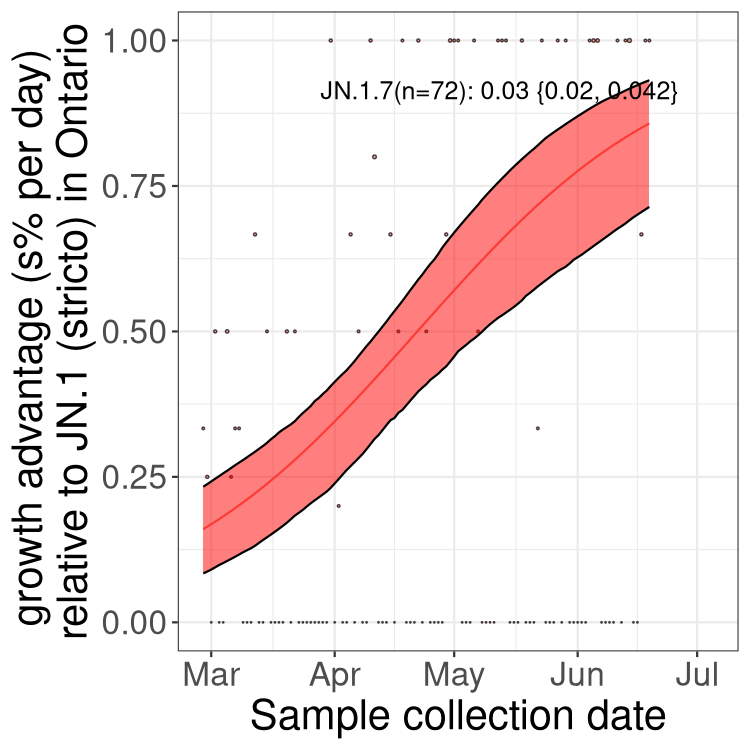 growth advantage (s% per day)
relative to JN.1 (stricto) in Ontario
1.00
0.75
0.50
0.25
0.00
JN.1.7(n=72): 0.03 {0.02, 0.042}
Mar Apr May Jun Jul
Sample collection date